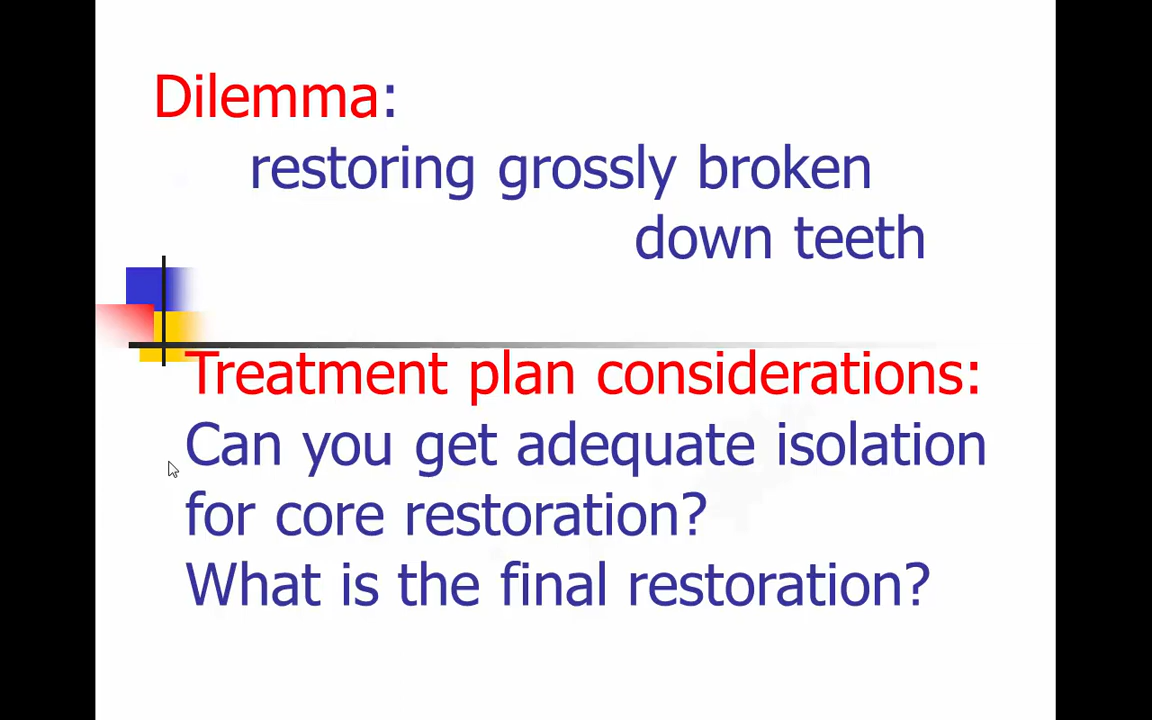 Dilemma:
restoring grossly broken
down teeth
Treatment plan considerations:
Can you get adequate isolation
for core restoration?
What is the final restoration?